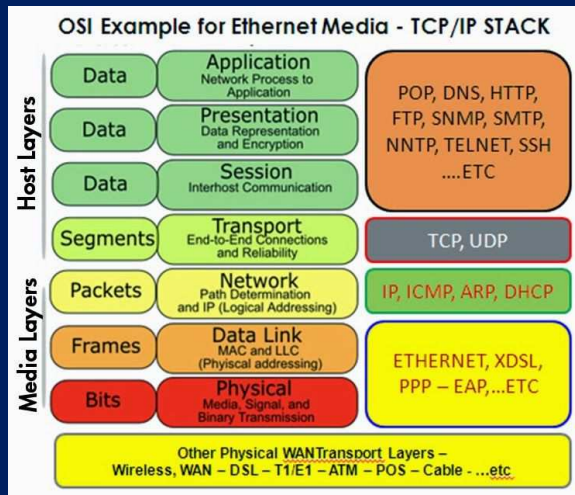 OSI Example for Ethernet Media - TCP/IP STACK
Host Layers
Data
Application
Network Process to
Application
Data
Presentation
Data Representation
and Encryption
Data
Session
Interhost Communication
POP, DNS, HTTP,
FTP, SNMP, SMTP,
NNTP, TELNET, SSH
....ETC
Segments
Transport
End-to-End Connections
and Reliability
TCP, UDP
Media Layers
Packets
Network
Path Determination
and IP (Logical Addressing)
IP, ICMP, ARP, DHCP
Frames
Data Link
MAC and LLC
(Phyiscal addressing)
Bits
Physical
Media, Signal, and
Binary Transmission
ETHERNET, XDSL,
PPP – EAP,...ETC
Other Physical WANTransport Layers –
Wireless, WAN – DSL – T1/E1 – ATM – POS – Cable - ...etc